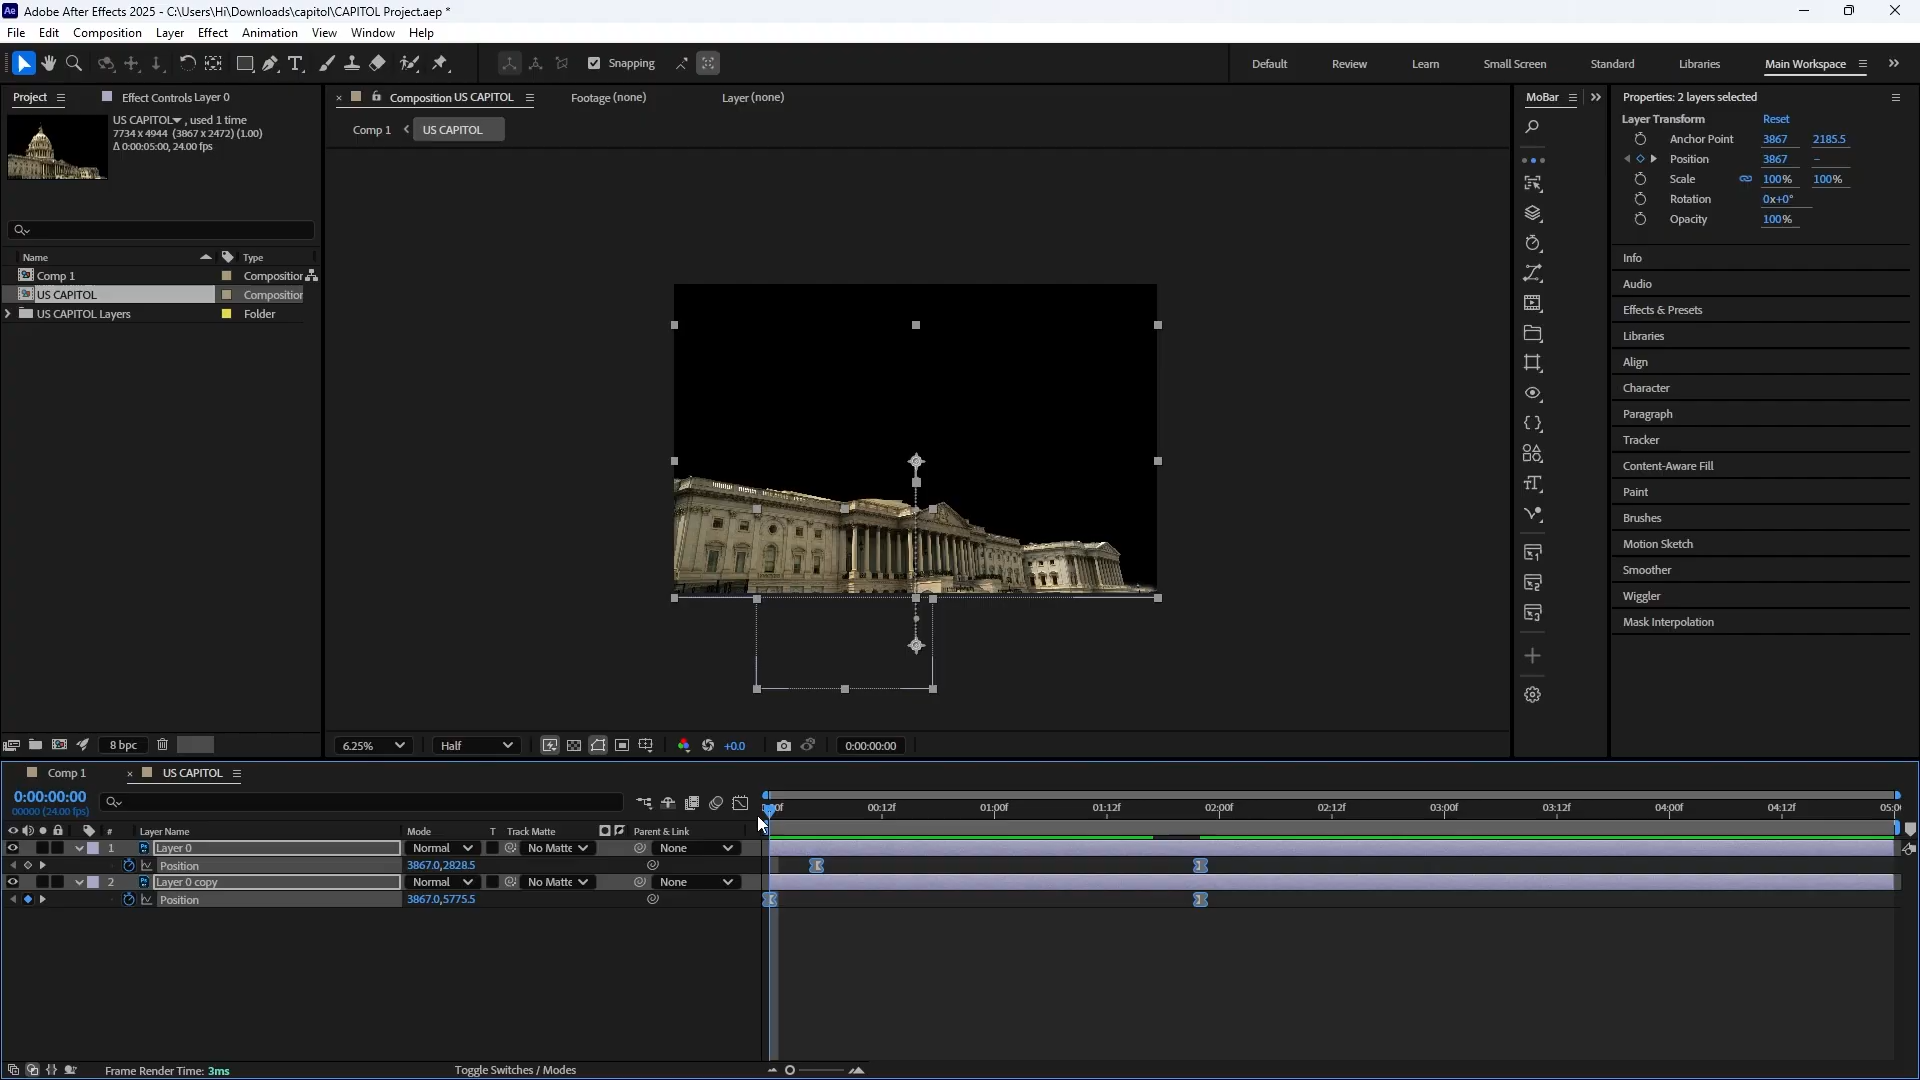 Adobe After Effects 2025 - C:\Users\Hi\Downloads\capitol\CAPITOL Project.aep *
File Edit Composition Layer Effect Animation View Window Help
Snapping
Default Review Learn Small Screen Standard Libraries Main Workspace
Project Effect Controls Layer 0
US CAPITOL, used 1 time
7734 x 4944 (3867 x 2472) (1.00)
Δ 0:00:05:00, 24.00 fps
Name Type
Comp 1 Composition
US CAPITOL Composition
US CAPITOL Layers Folder
8 bpc
Composition US CAPITOL Footage (none) Layer (none)
Comp 1 US CAPITOL
6.25% Half +0.0 0:00:00:00
MoBar
Properties: 2 layers selected
Layer Transform Reset
Anchor Point 3867 2185.5
Position 3867 –
Scale 100% 100%
Rotation 0x+0°
Opacity 100%
Info
Audio
Effects & Presets
Libraries
Align
Character
Paragraph
Tracker
Content-Aware Fill
Paint
Brushes
Motion Sketch
Smoother
Wiggler
Mask Interpolation
Comp 1 US CAPITOL
0:00:00:00
00000 (24.00 fps)
00:12f 01:00f 01:12f 02:00f 02:12f 03:00f 03:12f 04:00f 04:12f
# Layer Name Mode T Track Matte Parent & Link
1 Layer 0 Normal No Matte None
Position 3867.0,2828.5
2 Layer 0 copy Normal No Matte None
Position 3867.0,5775.5
Frame Render Time: 3ms Toggle Switches / Modes